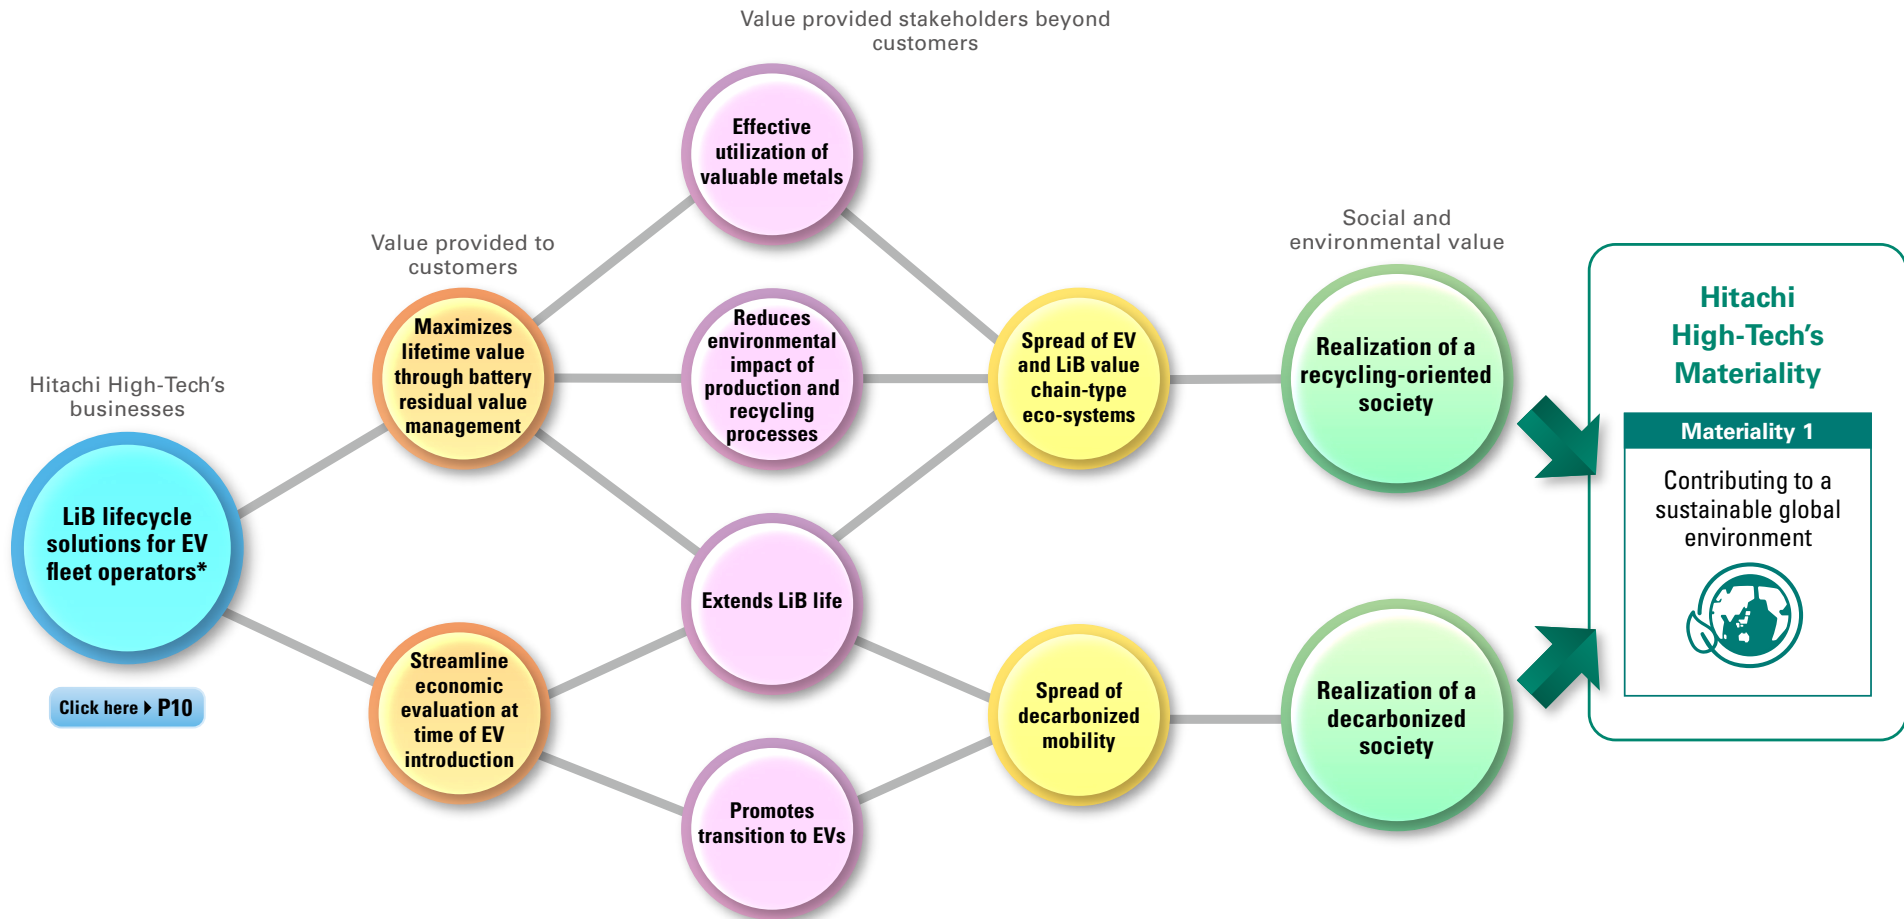 Value provided stakeholders beyond
customers
Effective
utilization of
valuable metals
Value provided to
customers
Social and
environmental value
Hitachi
High-Tech's
Materiality
Maximizes
lifetime value
through battery
residual value
management
Reduces
environmental
impact of
production and
recycling
processes
Spread of EV
and LiB value
chain-type
eco-systems
Realization of a
recycling-oriented
society
Hitachi High-Tech's
businesses
LiB lifecycle
solutions for EV
fleet operators*
Click here P10
Materiality 1
Contributing to a
sustainable global
environment
Extends LiB life
Streamline
economic
evaluation at
time of EV
introduction
Spread of
decarbonized
mobility
Realization of a
decarbonized
society
Promotes
transition to EVs